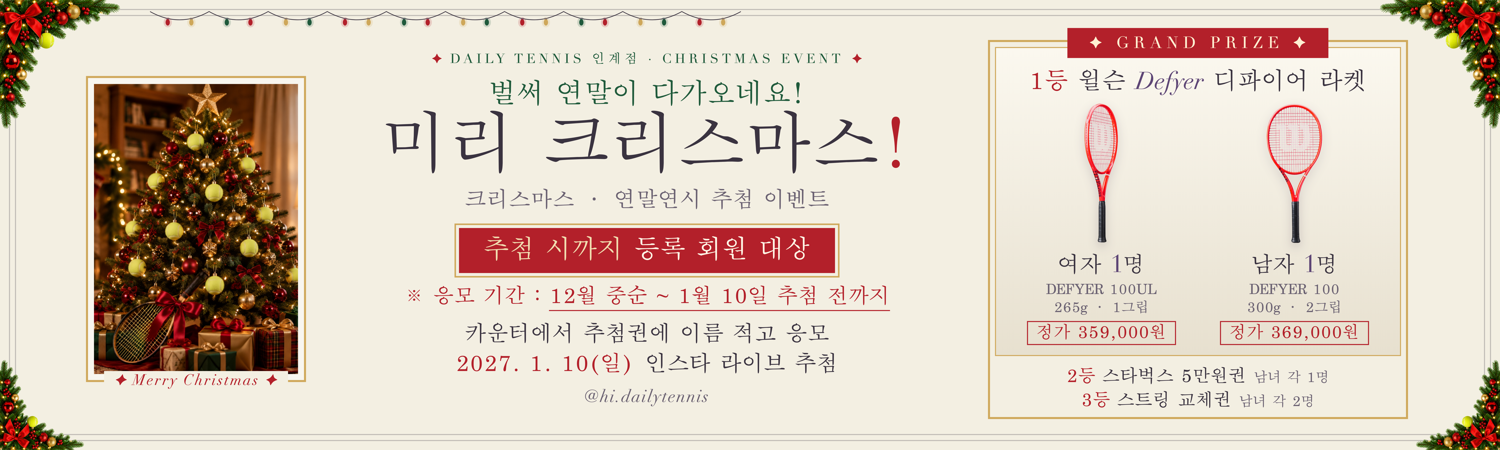 ✦ DAILY TENNIS 인계점 · CHRISTMAS EVENT ✦
벌써 연말이 다가오네요!
미리 크리스마스!
크리스마스 · 연말연시 추첨 이벤트
추첨 시까지 등록 회원 대상
※ 응모 기간 : 12월 중순 ~ 1월 10일 추첨 전까지
카운터에서 추첨권에 이름 적고 응모
2027. 1. 10(일) 인스타 라이브 추첨
@hi.dailytennis
✦ Merry Christmas ✦
✦ GRAND PRIZE ✦
1등 윌슨 Defyer 디파이어 라켓
여자 1명
DEFYER 100UL
265g · 1그립
정가 359,000원
남자 1명
DEFYER 100
300g · 2그립
정가 369,000원
2등 스타벅스 5만원권 남녀 각 1명
3등 스트링 교체권 남녀 각 2명